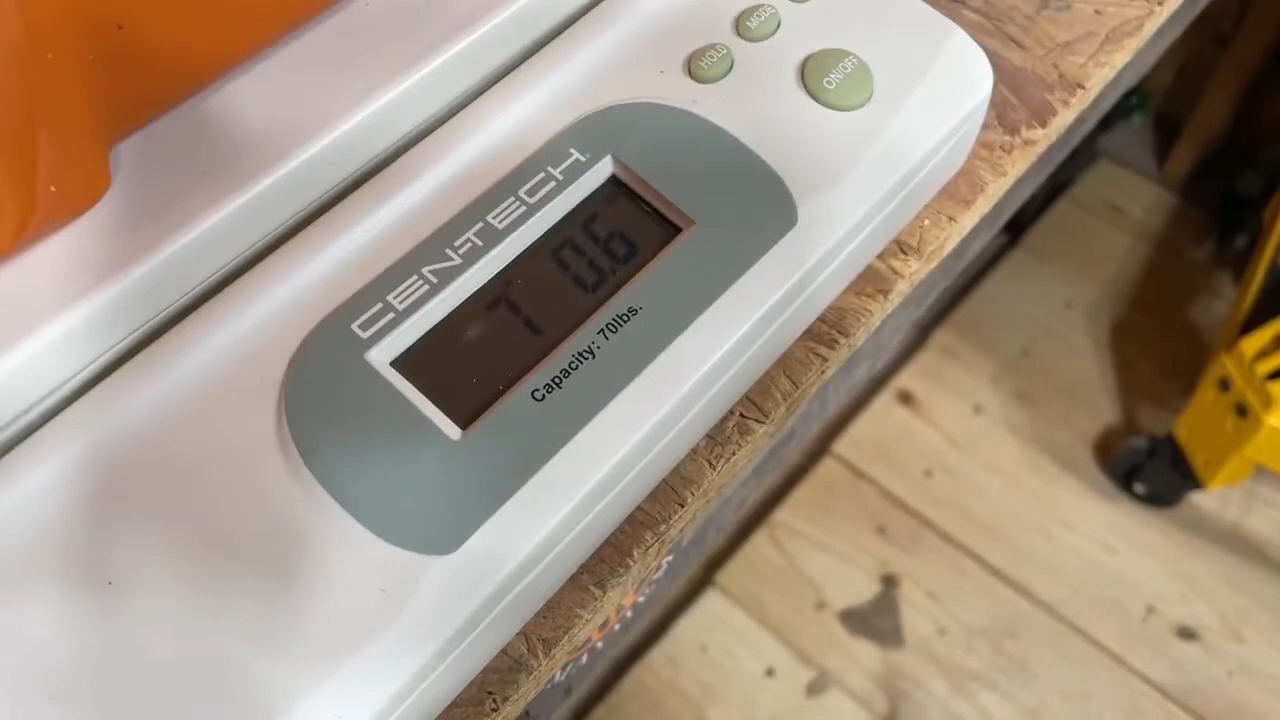 MODE
HOLD
ON/OFF
CEN-TECH
7 0.6
Capacity: 70lbs.